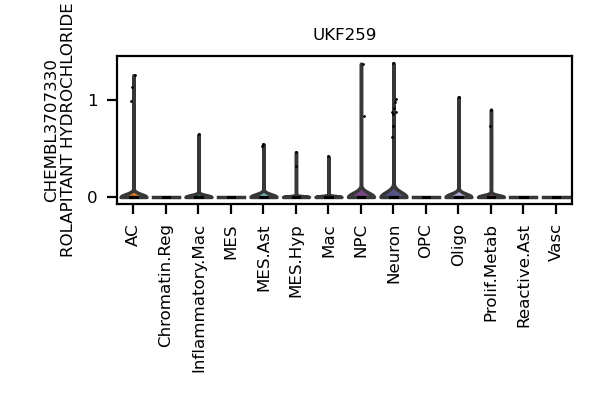 UKF259
CHEMBL3707330
ROLAPITANT HYDROCHLORIDE
1
0
AC
Chromatin.Reg
Inflammatory.Mac
MES
MES.Ast
MES.Hyp
Mac
NPC
Neuron
OPC
Oligo
Prolif.Metab
Reactive.Ast
Vasc